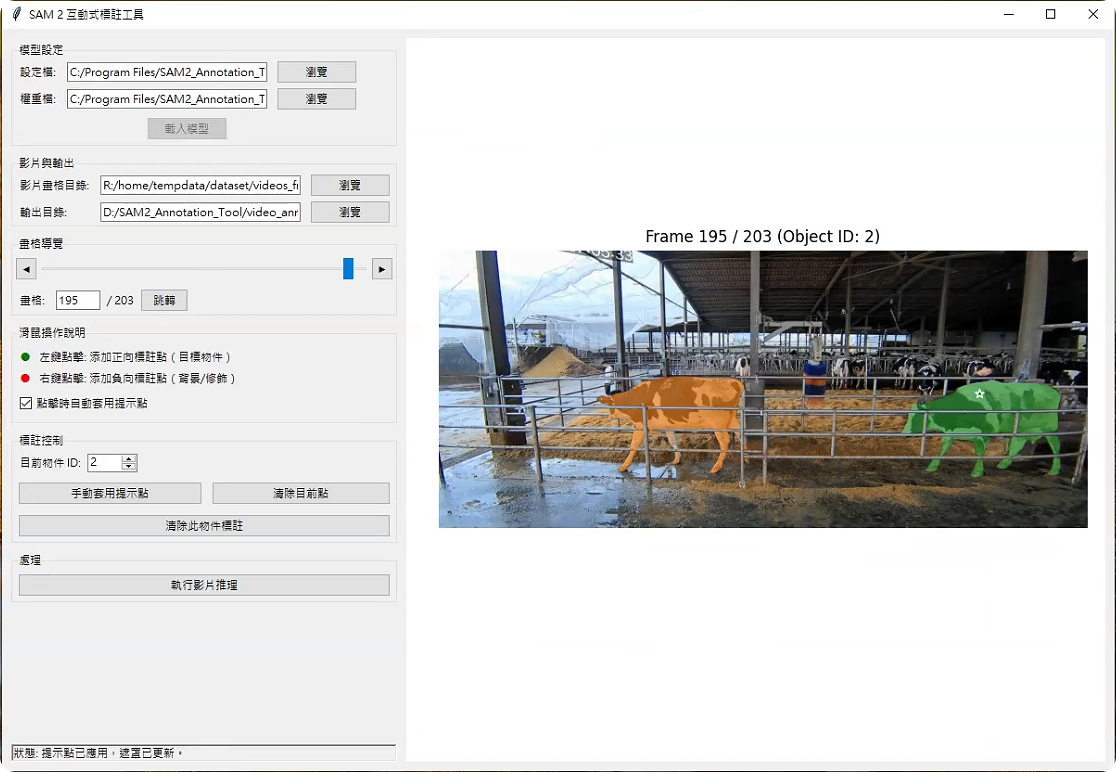 SAM 2 互動式標註工具
模型設定
設定檔: C:/Program Files/SAM2_Annotation_T 瀏覽
權重檔: C:/Program Files/SAM2_Annotation_T 瀏覽
載入模型
影片與輸出
影片畫格目錄: R:/home/tempdata/dataset/videos_fi 瀏覽
輸出目錄: D:/SAM2_Annotation_Tool/video_anr 瀏覽
畫格導覽
畫格: 195 / 203 跳轉
滑鼠操作說明
左鍵點擊: 添加正向標註點 ( 目標物件 )
右鍵點擊: 添加負向標註點 ( 背景/修飾 )
點擊時自動套用提示點
標註控制
目前物件 ID: 2
手動套用提示點 清除目前點
清除此物件標註
處理
執行影片推理
狀態: 提示點已應用，遮罩已更新。
Frame 195 / 203 (Object ID: 2)